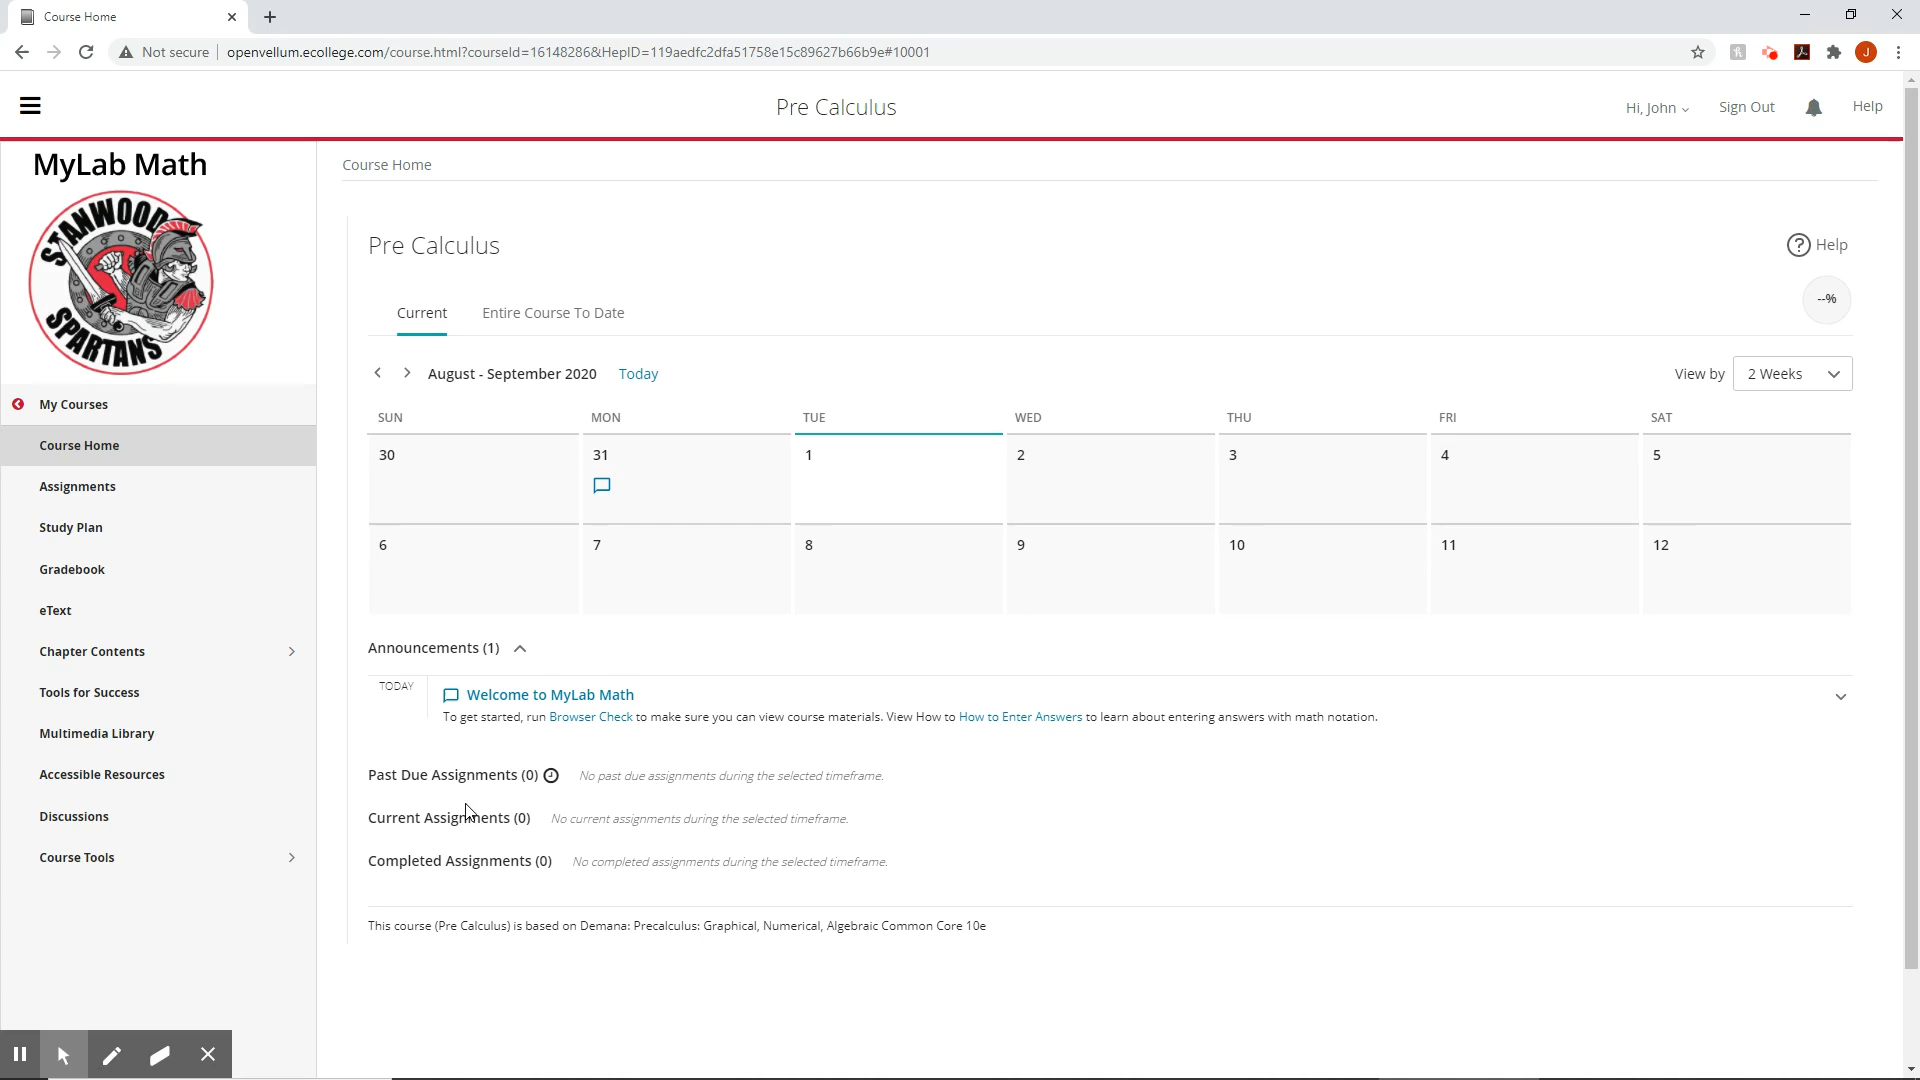 Course Home
Not secure
openvellum.ecollege.com/course.html?courseId=16148286&HepID=119aedfc2dfa51758e15c89627b66b9e#10001
J
Pre Calculus
Hi, John
Sign Out
Help
MyLab Math
STANWOOD
SPARTANS
My Courses
Course Home
Assignments
Study Plan
Gradebook
eText
Chapter Contents
Tools for Success
Multimedia Library
Accessible Resources
Discussions
Course Tools
Course Home
Pre Calculus
? Help
--%
Current
Entire Course To Date
August - September 2020
Today
View by
2 Weeks
SUN MON TUE WED THU FRI SAT
30 31 1 2 3 4 5
6 7 8 9 10 11 12
Announcements (1)
TODAY
Welcome to MyLab Math
To get started, run Browser Check to make sure you can view course materials. View How to How to Enter Answers to learn about entering answers with math notation.
Past Due Assignments (0) No past due assignments during the selected timeframe.
Current Assignments (0) No current assignments during the selected timeframe.
Completed Assignments (0) No completed assignments during the selected timeframe.
This course (Pre Calculus) is based on Demana: Precalculus: Graphical, Numerical, Algebraic Common Core 10e